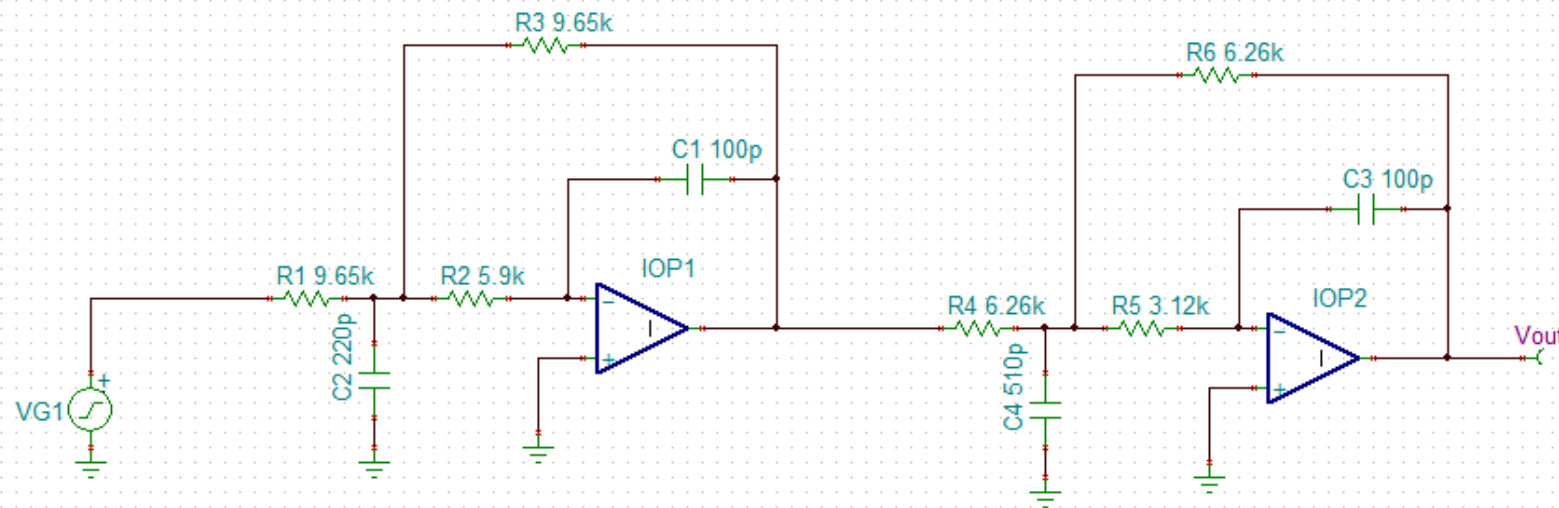 R3 9.65k
R6 6.26k
C1 100p
C3 100p
R1 9.65k
R2 5.9k
IOP1
IOP2
R4 6.26k
R5 3.12k
C2 220p
C4 510p
Vout
VG1
+
-
+
-
+